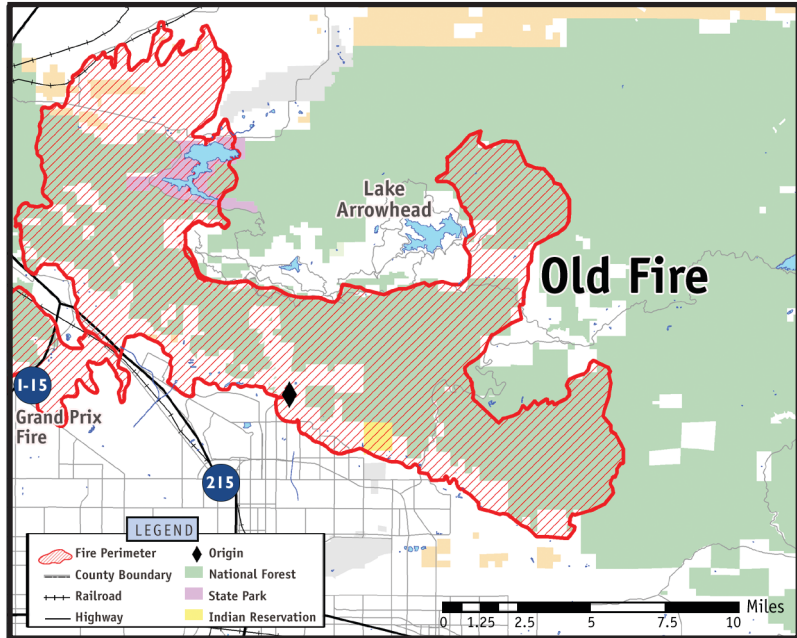 Lake
Arrowhead
Old Fire
I-15
Grand Prix
Fire
215
LEGEND
Fire Perimeter
County Boundary
Railroad
Highway
Origin
National Forest
State Park
Indian Reservation
0 1.25 2.5 5 7.5 10 Miles